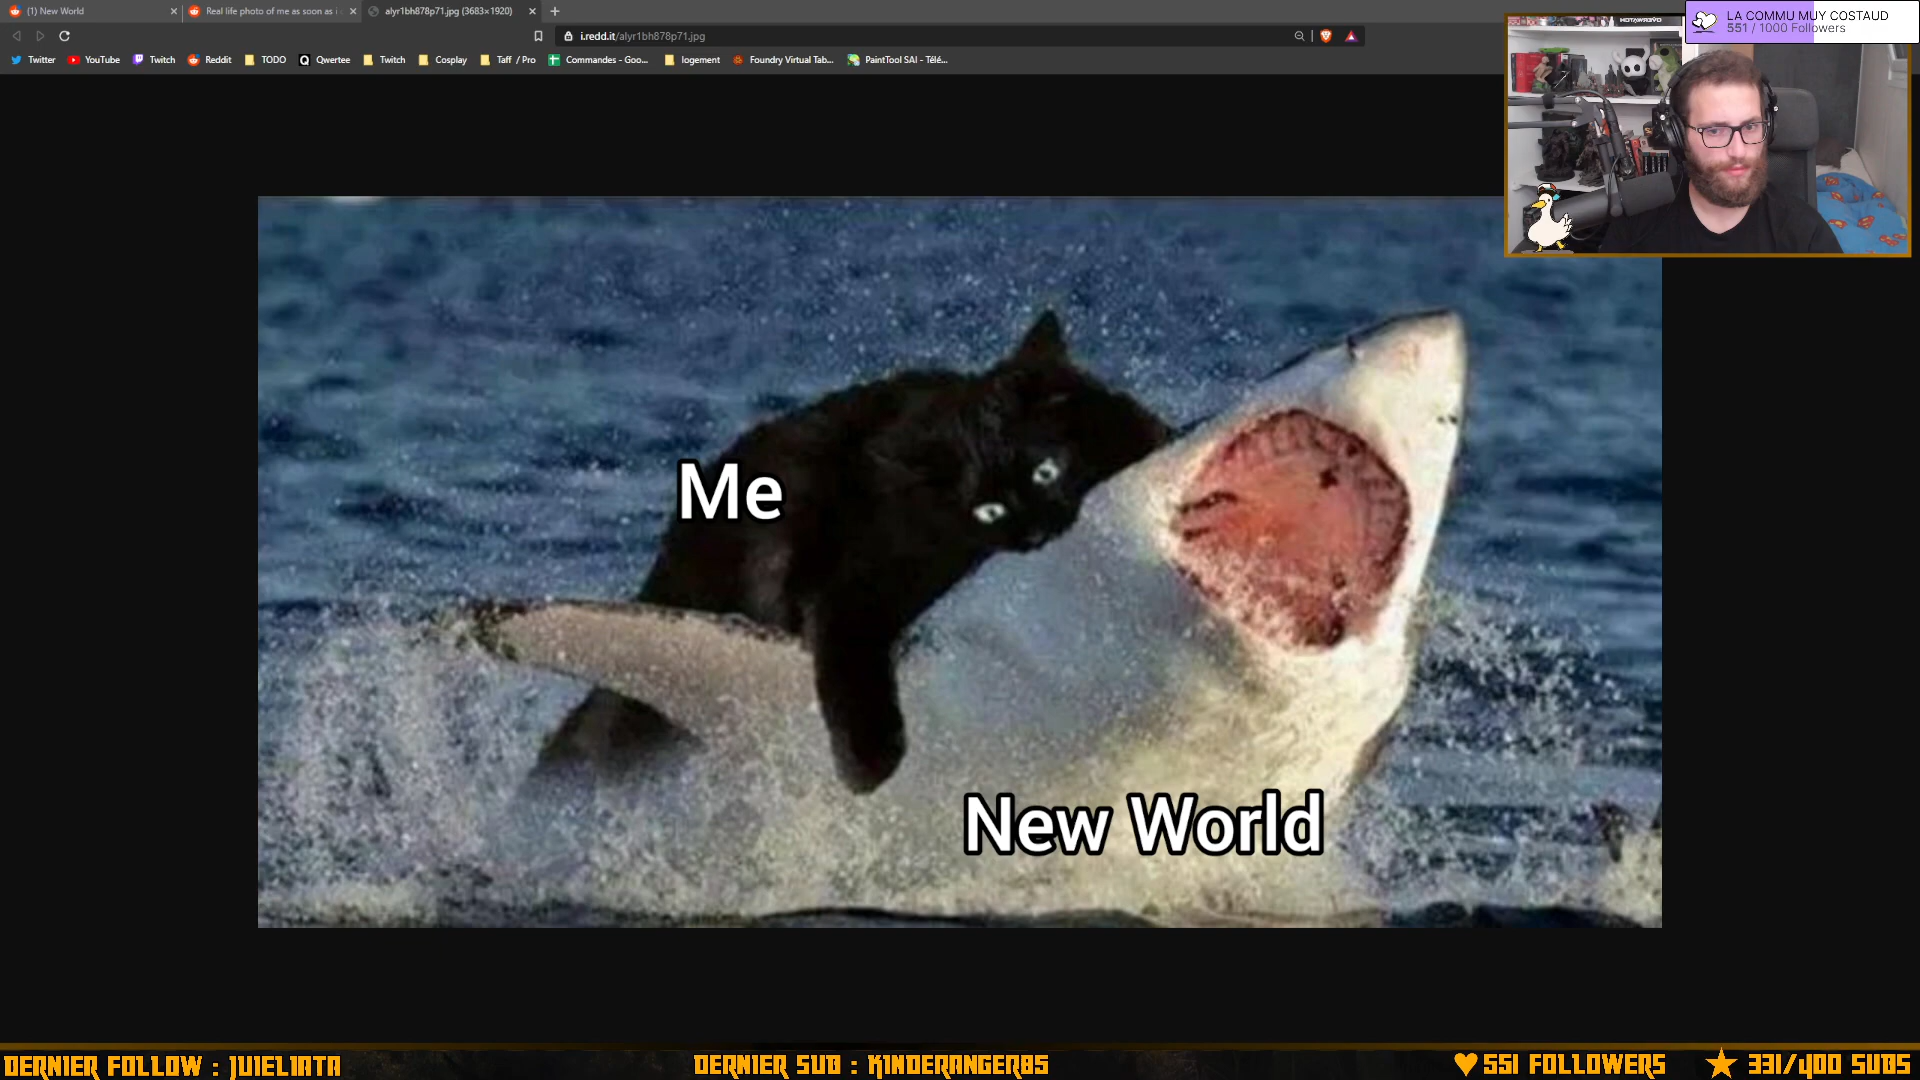 (1) New World
Real life photo of me as soon as i
alyr1bh878p71.jpg (3683×1920)
i.redd.it/alyr1bh878p71.jpg
Twitter
YouTube
Twitch
Reddit
TODO
Qwertee
Twitch
Cosplay
Taff / Pro
Commandes - Goo...
logement
Foundry Virtual Tab...
PaintTool SAI - Télé...
LA COMMU MUY COSTAUD
551 / 1000 Followers
Me
New World
DERNIER FOLLOW : JUIEL1ATA
DERNIER SUB : KINDERANGER85
551 FOLLOWERS
331/400 SUBS